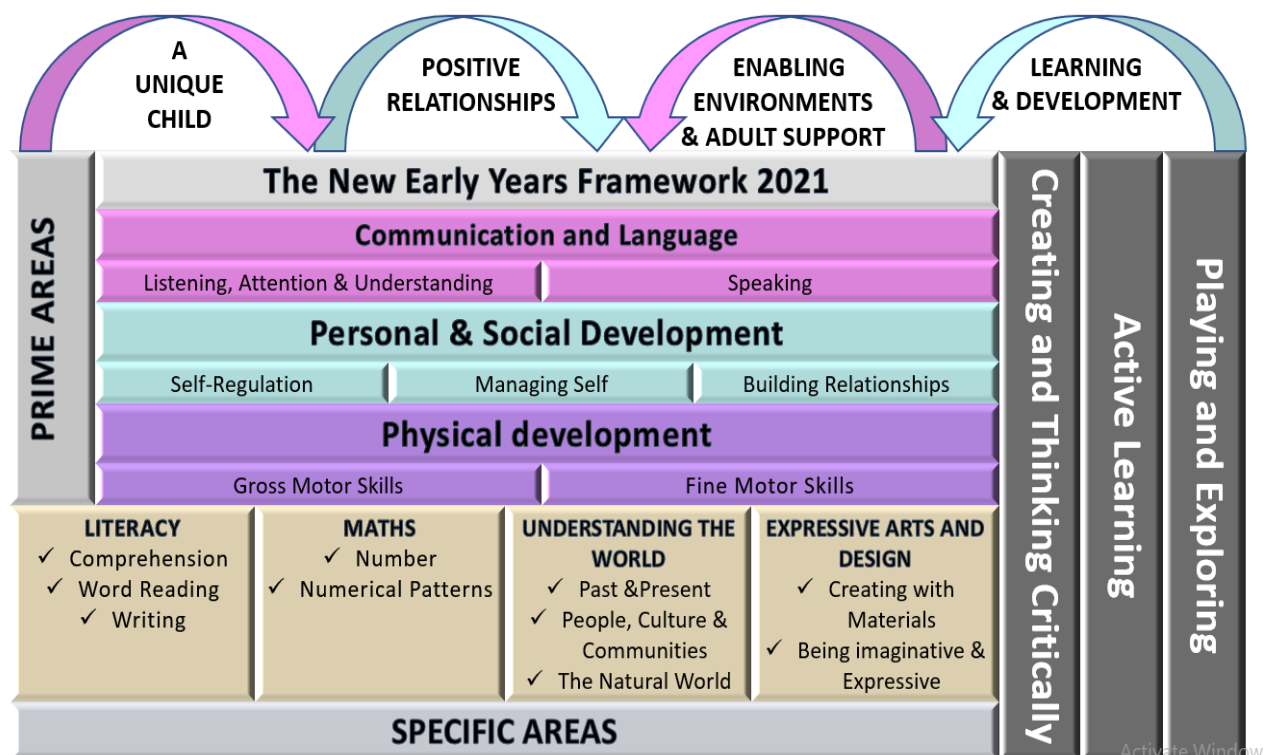 A
UNIQUE
CHILD
POSITIVE
RELATIONSHIPS
ENABLING
ENVIRONMENTS
& ADULT SUPPORT
LEARNING
& DEVELOPMENT
PRIME AREAS
The New Early Years Framework 2021
Communication and Language
Listening, Attention & Understanding
Speaking
Personal & Social Development
Self-Regulation
Managing Self
Building Relationships
Physical development
Gross Motor Skills
Fine Motor Skills
LITERACY
✓ Comprehension
✓ Word Reading
✓ Writing
MATHS
✓ Number
✓ Numerical Patterns
UNDERSTANDING THE
WORLD
✓ Past &Present
✓ People, Culture &
Communities
✓ The Natural World
EXPRESSIVE ARTS AND
DESIGN
✓ Creating with
Materials
✓ Being imaginative &
Expressive
SPECIFIC AREAS
Creating and Thinking Critically
Active Learning
Playing and Exploring
Activate Window